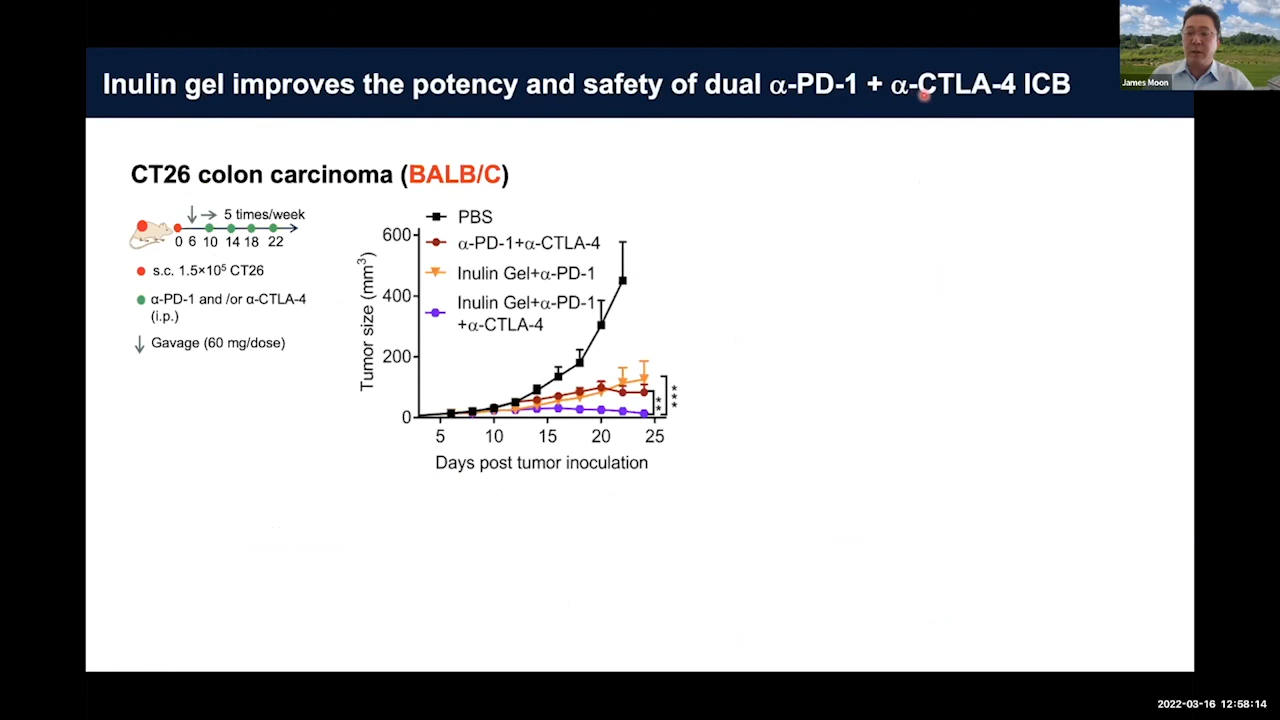 Inulin gel improves the potency and safety of dual α-PD-1 + α-CTLA-4 ICB
James Moon
CT26 colon carcinoma (BALB/C)
5 times/week
0 6 10 14 18 22
s.c. 1.5×10⁵ CT26
α-PD-1 and /or α-CTLA-4
(i.p.)
Gavage (60 mg/dose)
PBS
α-PD-1+α-CTLA-4
Inulin Gel+α-PD-1
Inulin Gel+α-PD-1
+α-CTLA-4
Tumor size (mm³)
600
400
200
0
5 10 15 20 25
Days post tumor inoculation
**
***
2022-03-16 12:58:14